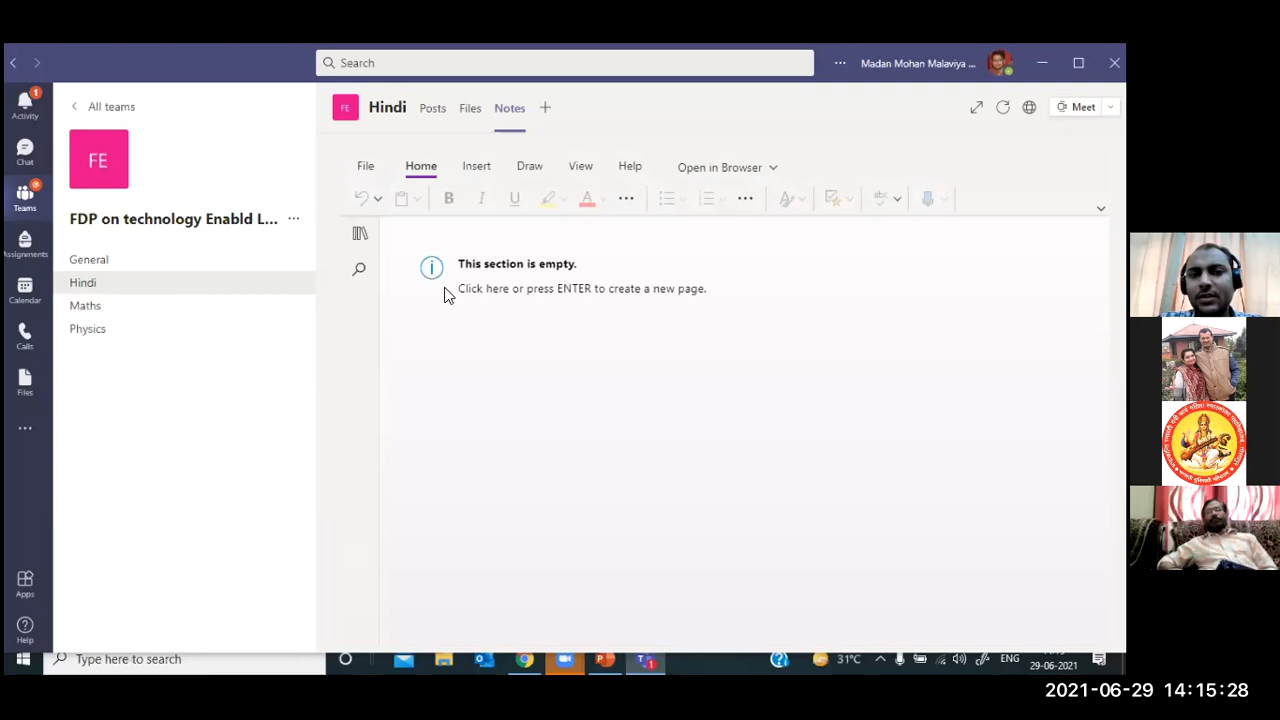 Search
Madan Mohan Malaviya ...
Activity
Chat
Teams
Assignments
Calendar
Calls
Files
Apps
Help
All teams
FE
FDP on technology Enabld L...
General
Hindi
Maths
Physics
FE
Hindi
Posts
Files
Notes
Meet
File
Home
Insert
Draw
View
Help
Open in Browser
B
I
U
A
abc
This section is empty.
Click here or press ENTER to create a new page.
Type here to search
31°C
ENG
29-06-2021
2021-06-29 14:15:28